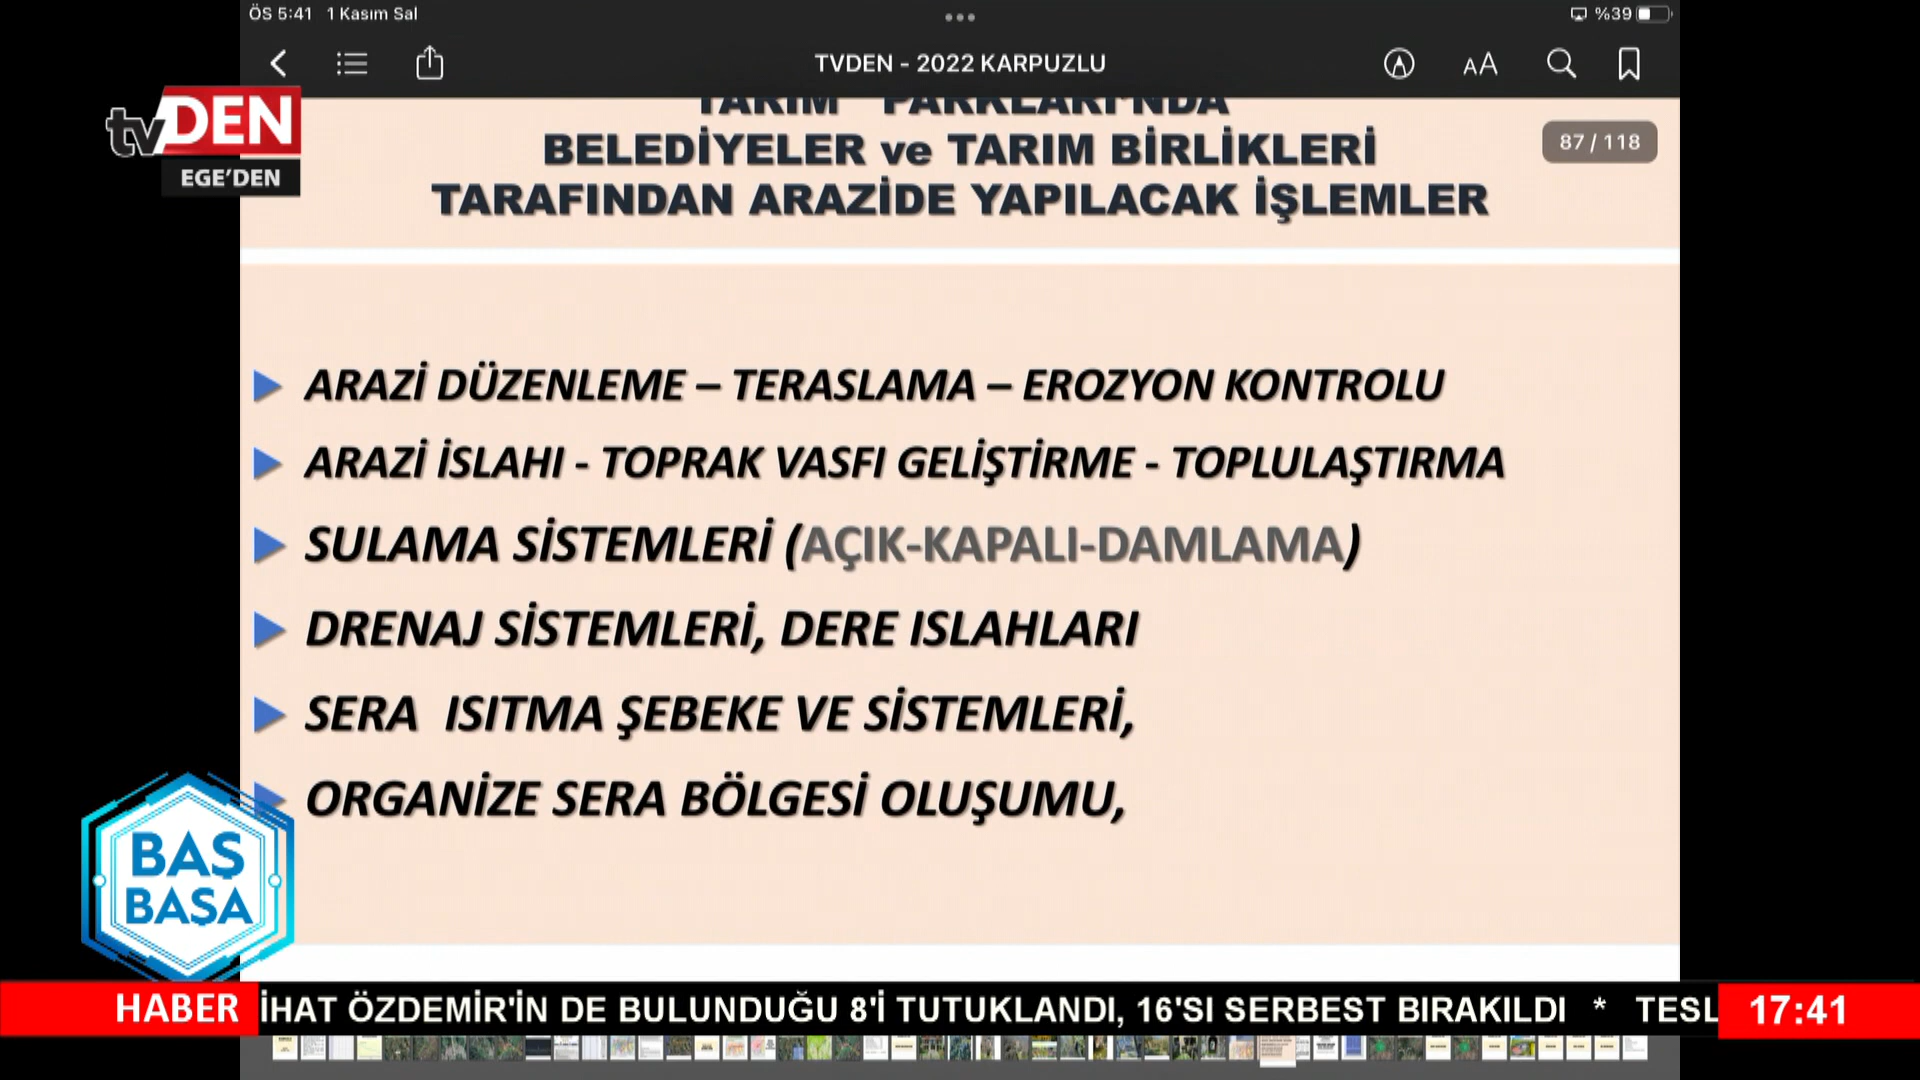 ÖS 5:41 1 Kasım Sal
%39
TVDEN - 2022 KARPUZLU
AA
tvDEN
EGE'DEN
87 / 118
TARIM PARKLARI'NDA
BELEDİYELER ve TARIM BİRLİKLERİ
TARAFINDAN ARAZİDE YAPILACAK İŞLEMLER
ARAZİ DÜZENLEME – TERASLAMA – EROZYON KONTROLU
ARAZİ İSLAHI - TOPRAK VASFI GELİŞTİRME - TOPLULAŞTIRMA
SULAMA SİSTEMLERİ (AÇIK-KAPALI-DAMLAMA)
DRENAJ SİSTEMLERİ, DERE ISLAHLARI
SERA ISITMA ŞEBEKE VE SİSTEMLERİ,
ORGANİZE SERA BÖLGESİ OLUŞUMU,
BAŞ
BAŞA
HABER
İHAT ÖZDEMİR'İN DE BULUNDUĞU 8'İ TUTUKLANDI, 16'SI SERBEST BIRAKILDI * TESL
17:41